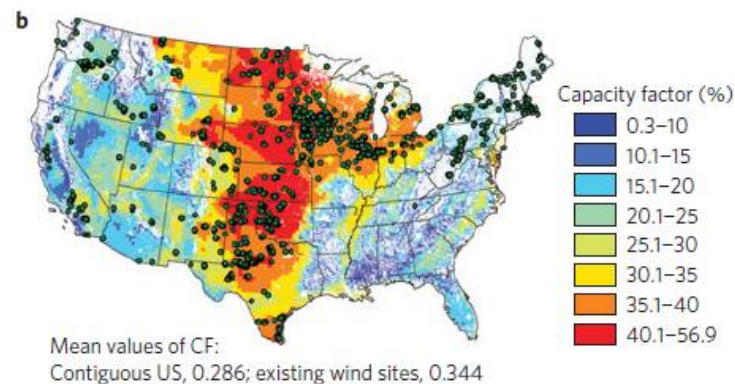 b
Capacity factor (%)
0.3–10
10.1–15
15.1–20
20.1–25
25.1–30
30.1–35
35.1–40
40.1–56.9
Mean values of CF:
Contiguous US, 0.286; existing wind sites, 0.344